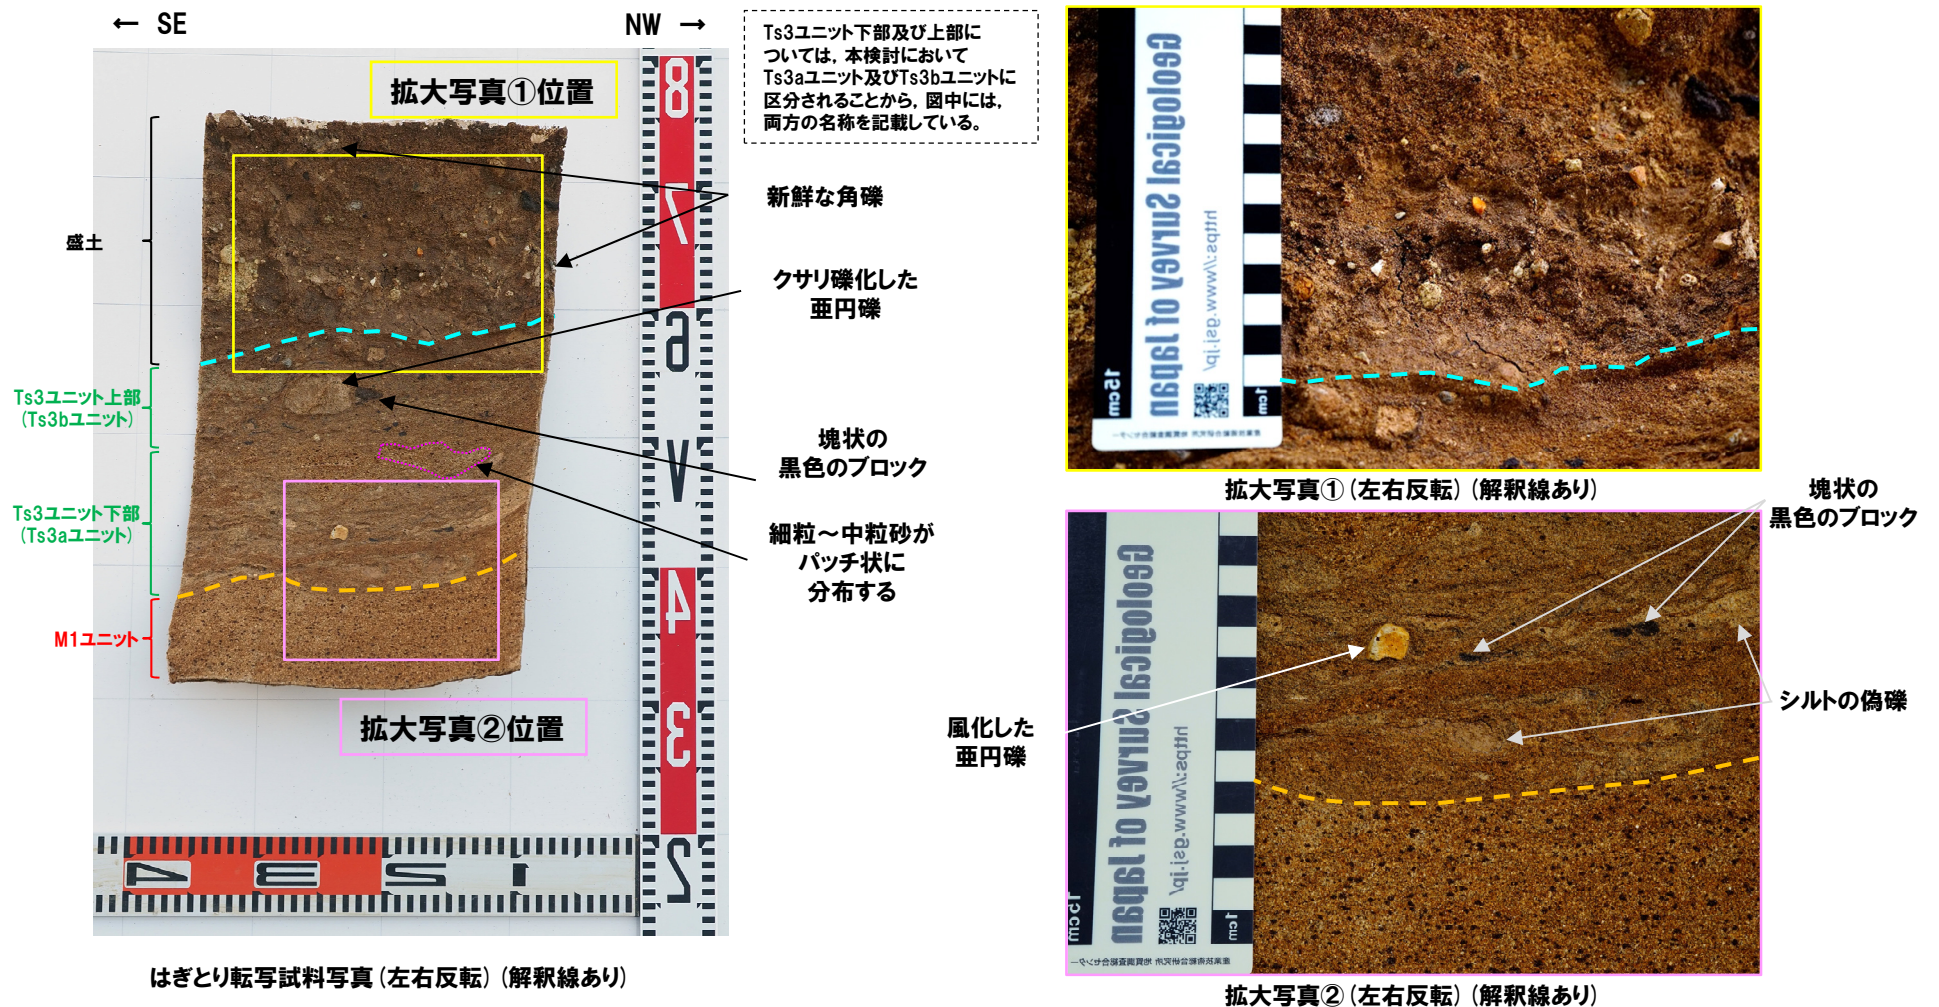 ← SE
NW →
Ts3ユニット下部及び上部に
ついては, 本検討において
Ts3aユニット及びTs3bユニットに
区分されることから, 図中には,
両方の名称を記載している。
拡大写真①位置
新鮮な角礫
盛土
クサリ礫化した
亜円礫
Ts3ユニット上部
(Ts3bユニット)
塊状の
黒色のブロック
Ts3ユニット下部
(Ts3aユニット)
細粒～中粒砂が
パッチ状に
分布する
M1ユニット
拡大写真②位置
8
7
6
V
4
3
2
4 3 2 1
はぎとり転写試料写真(左右反転)(解釈線あり)
Geological Survey of Japan
https://www.gsj.jp/
15cm
1cm
拡大写真①(左右反転)(解釈線あり)
塊状の
黒色のブロック
シルトの偽礫
風化した
亜円礫
Geological Survey of Japan
https://www.gsj.jp/
15cm
1cm
拡大写真②(左右反転)(解釈線あり)